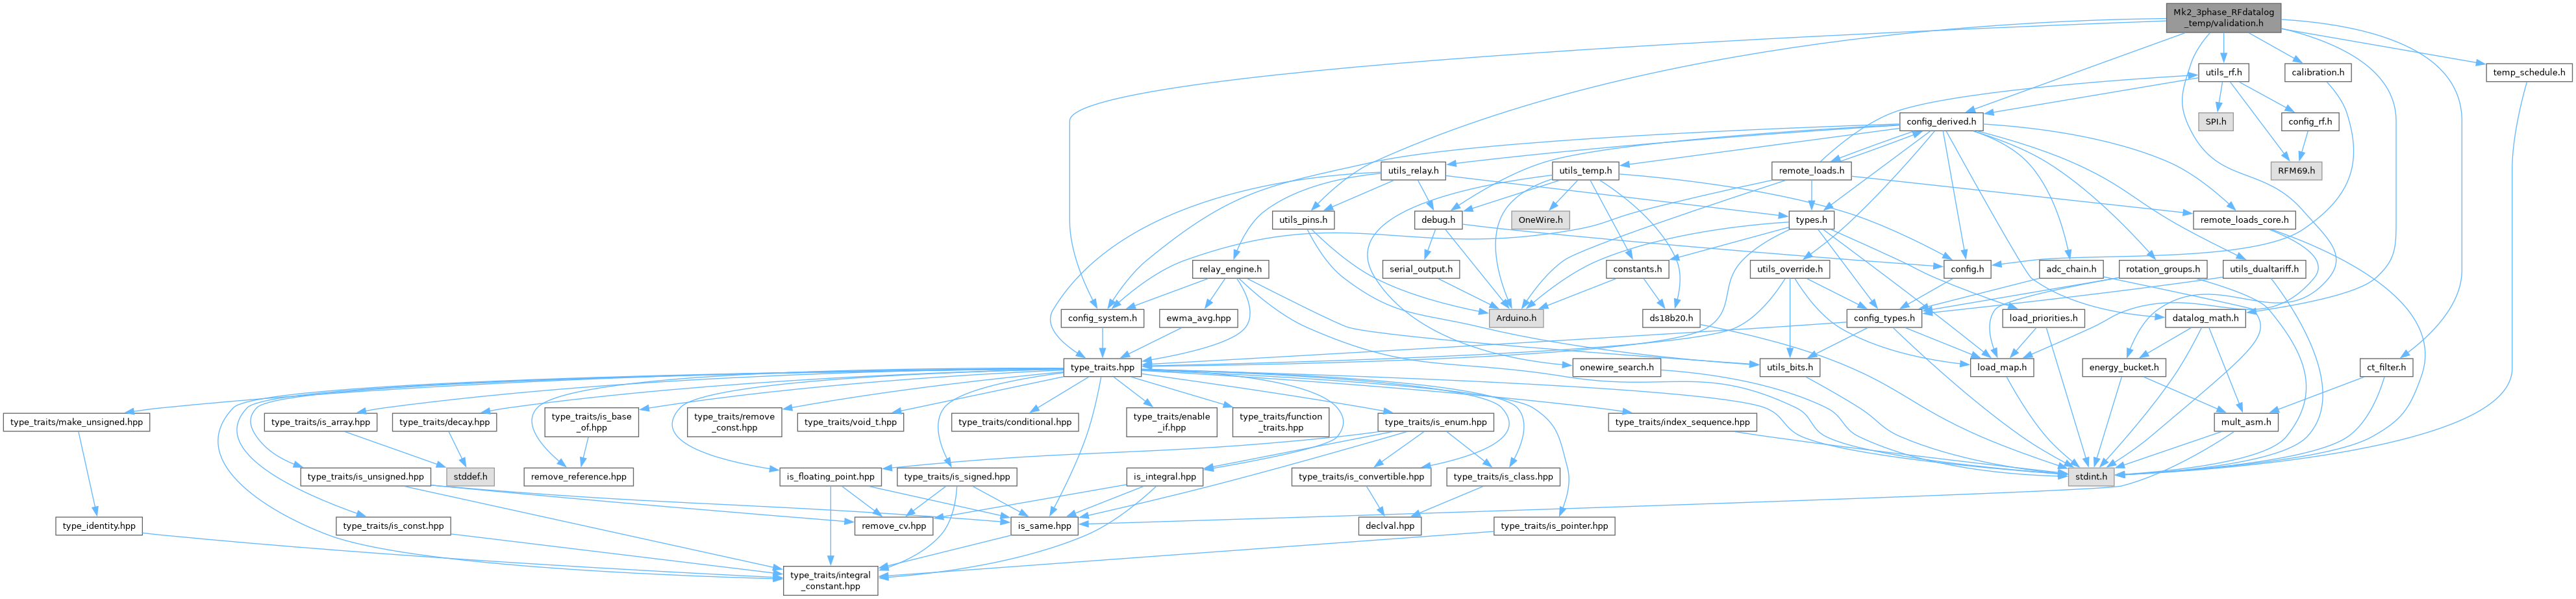 Mk2_3phase_RFdatalog
_temp/validation.h
utils_rf.h
calibration.h
temp_schedule.h
SPI.h
config_derived.h
config_rf.h
utils_relay.h
utils_temp.h
remote_loads.h
RFM69.h
utils_pins.h
debug.h
OneWire.h
types.h
remote_loads_core.h
relay_engine.h
serial_output.h
constants.h
utils_override.h
config.h
adc_chain.h
rotation_groups.h
utils_dualtariff.h
config_system.h
ewma_avg.hpp
Arduino.h
ds18b20.h
config_types.h
load_priorities.h
datalog_math.h
type_traits.hpp
onewire_search.h
utils_bits.h
load_map.h
energy_bucket.h
ct_filter.h
type_traits/make_unsigned.hpp
type_traits/is_array.hpp
type_traits/decay.hpp
type_traits/is_base
_of.hpp
type_traits/remove
_const.hpp
type_traits/void_t.hpp
type_traits/conditional.hpp
type_traits/enable
_if.hpp
type_traits/function
_traits.hpp
type_traits/is_enum.hpp
type_traits/index_sequence.hpp
mult_asm.h
type_traits/is_unsigned.hpp
stddef.h
remove_reference.hpp
is_floating_point.hpp
type_traits/is_signed.hpp
is_integral.hpp
type_traits/is_convertible.hpp
type_traits/is_class.hpp
stdint.h
type_identity.hpp
type_traits/is_const.hpp
remove_cv.hpp
is_same.hpp
declval.hpp
type_traits/is_pointer.hpp
type_traits/integral
_constant.hpp